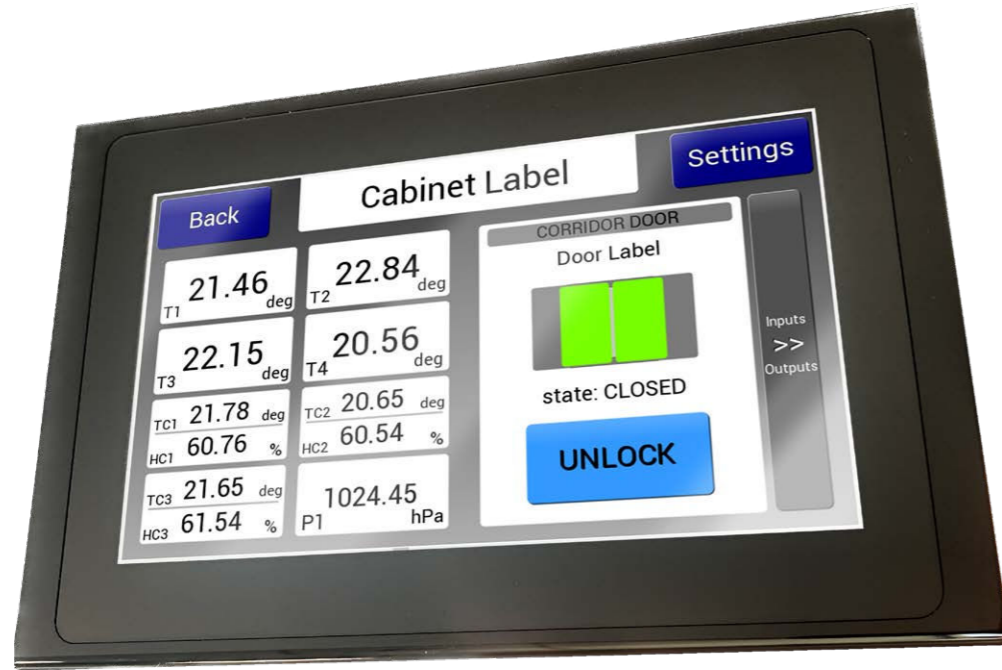 Back
Cabinet Label
Settings
T1 21.46 deg
T2 22.84 deg
T3 22.15 deg
T4 20.56 deg
TC1 21.78 deg
HC1 60.76 %
TC2 20.65 deg
HC2 60.54 %
TC3 21.65 deg
HC3 61.54 %
P1 1024.45 hPa
CORRIDOR DOOR
Door Label
state: CLOSED
UNLOCK
Inputs
>>
Outputs